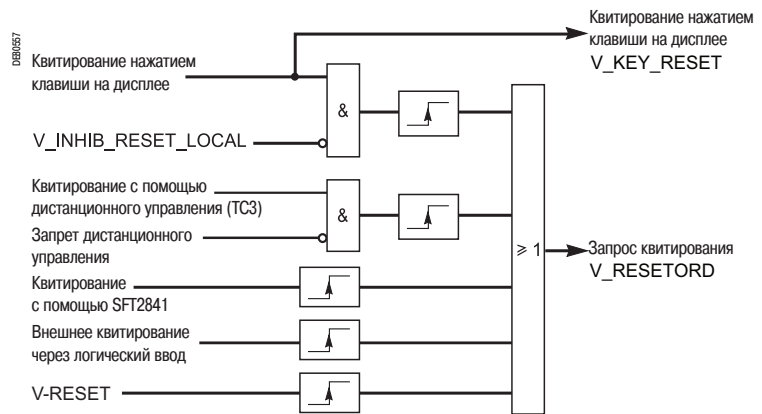 DE80557
Квитирование нажатием
клавиши на дисплее
V_KEY_RESET
Квитирование нажатием
клавиши на дисплее
&
V_INHIB_RESET_LOCAL
Квитирование с помощью
дистанционного управления (TC3)
&
Запрет дистанционного
управления
⩾ 1
Запрос квитирования
V_RESETORD
Квитирование
с помощью SFT2841
Внешнее квитирование
через логический ввод
V-RESET